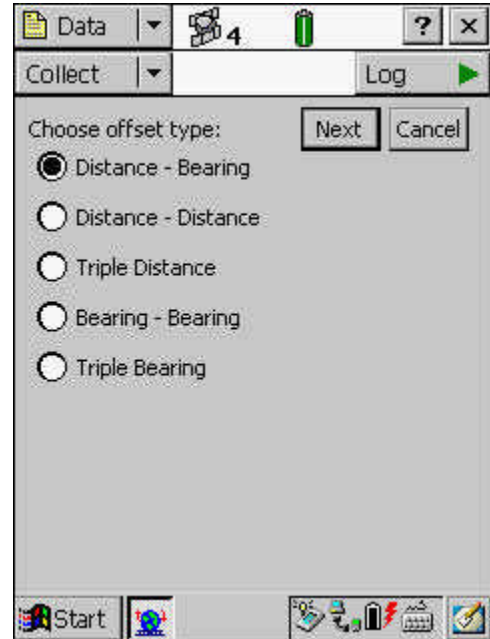 Data 4 ? ×
Collect Log
Choose offset type: Next Cancel
Distance - Bearing
Distance - Distance
Triple Distance
Bearing - Bearing
Triple Bearing
Start